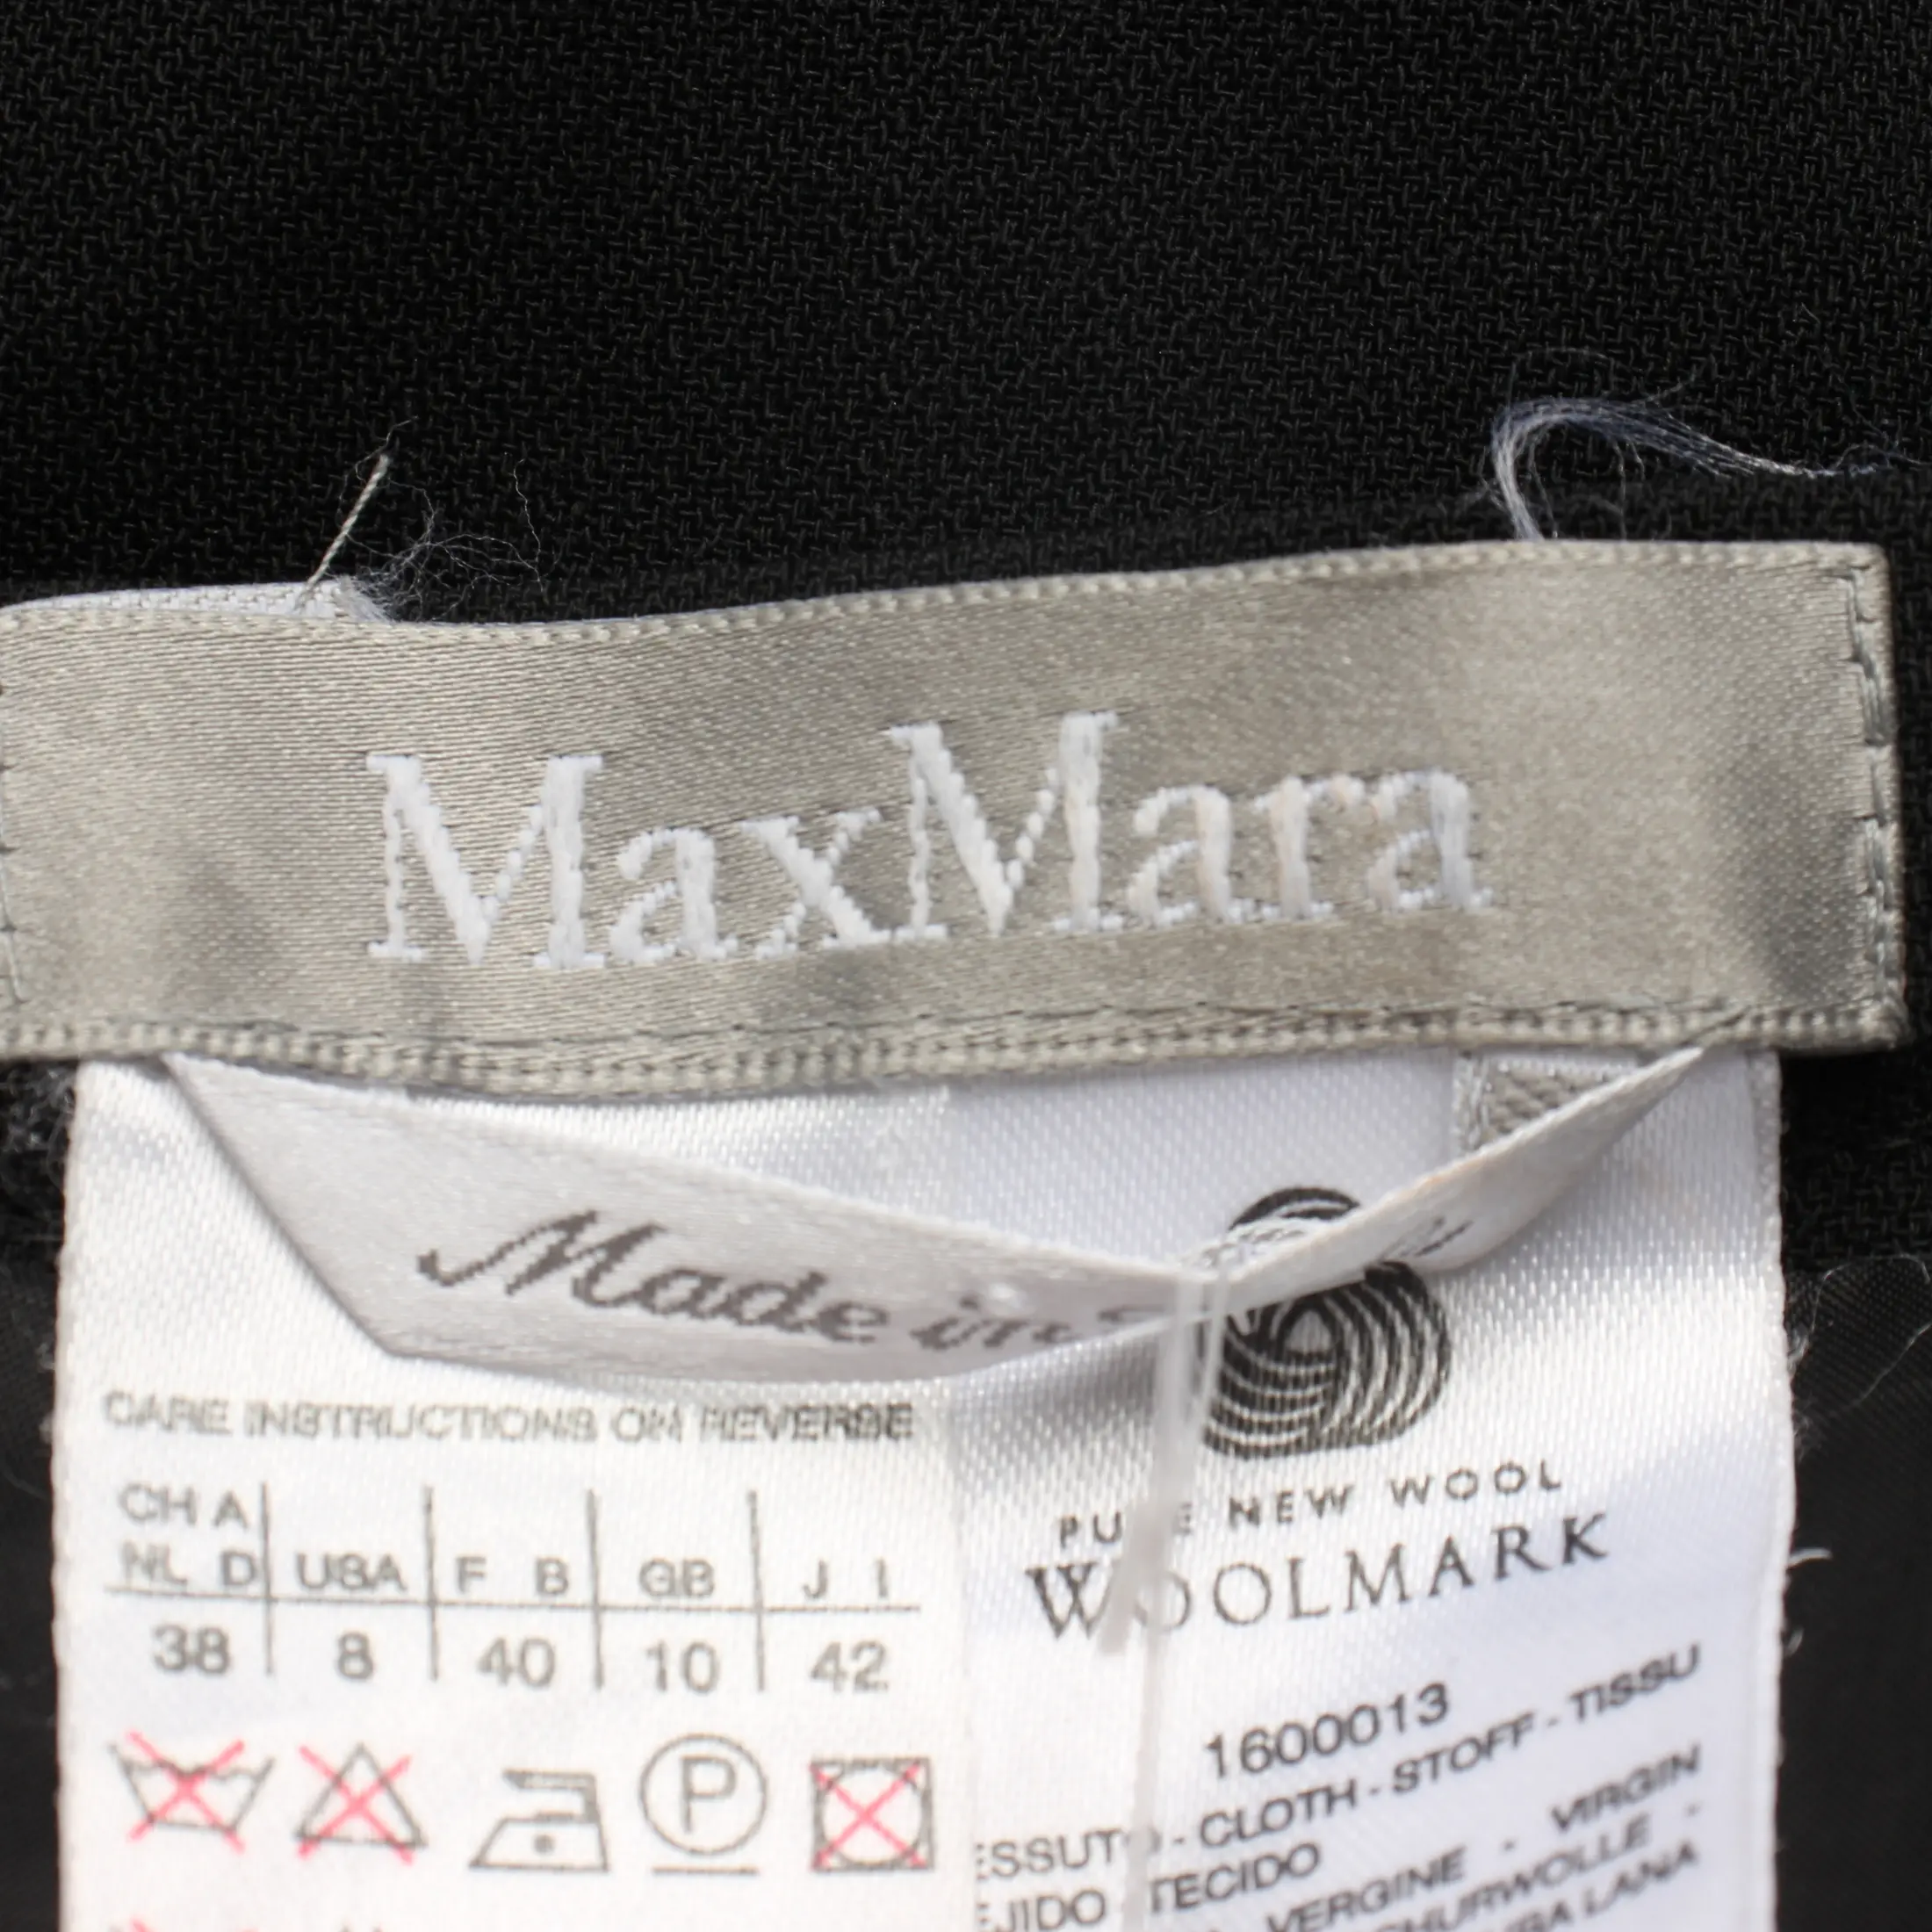 MaxMara
Made in
CARE INSTRUCTIONS ON REVERSE
CH A
NL D USA F B GB J I
38 8 40 10 42
P
NEW WOOL
WOOLMARK
1600013
- CLOTH - STOFF - TISSU
TECIDO
VERGINE - VIRGIN
-
LANA